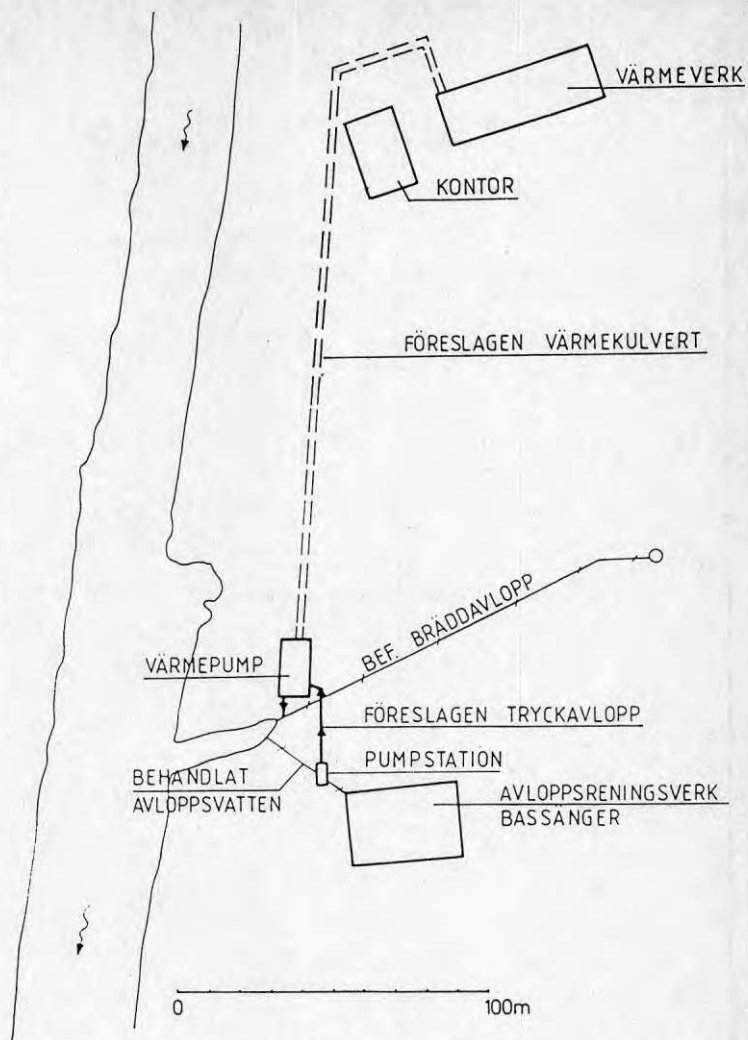 VÄRMEVERK
KONTOR
FÖRESLAGEN VÄRMEKULVERT
BEF. BRÄDDAVLOPP
VÄRMEPUMP
FÖRESLAGEN TRYCKAVLOPP
PUMPSTATION
BEHANDLAT
AVLOPPSVATTEN
AVLOPPSRENINGSVERK
BASSÄNGER
0 100m